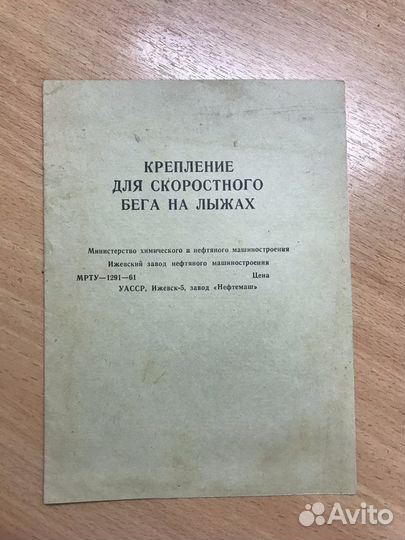 КРЕПЛЕНИЕ
ДЛЯ СКОРОСТНОГО
БЕГА НА ЛЫЖАХ
Министерство химического и нефтяного машиностроения
Ижевский завод нефтяного машиностроения
МРТУ—1291—61 Цена
УАССР, Ижевск-5, завод «Нефтемаш»
Avito